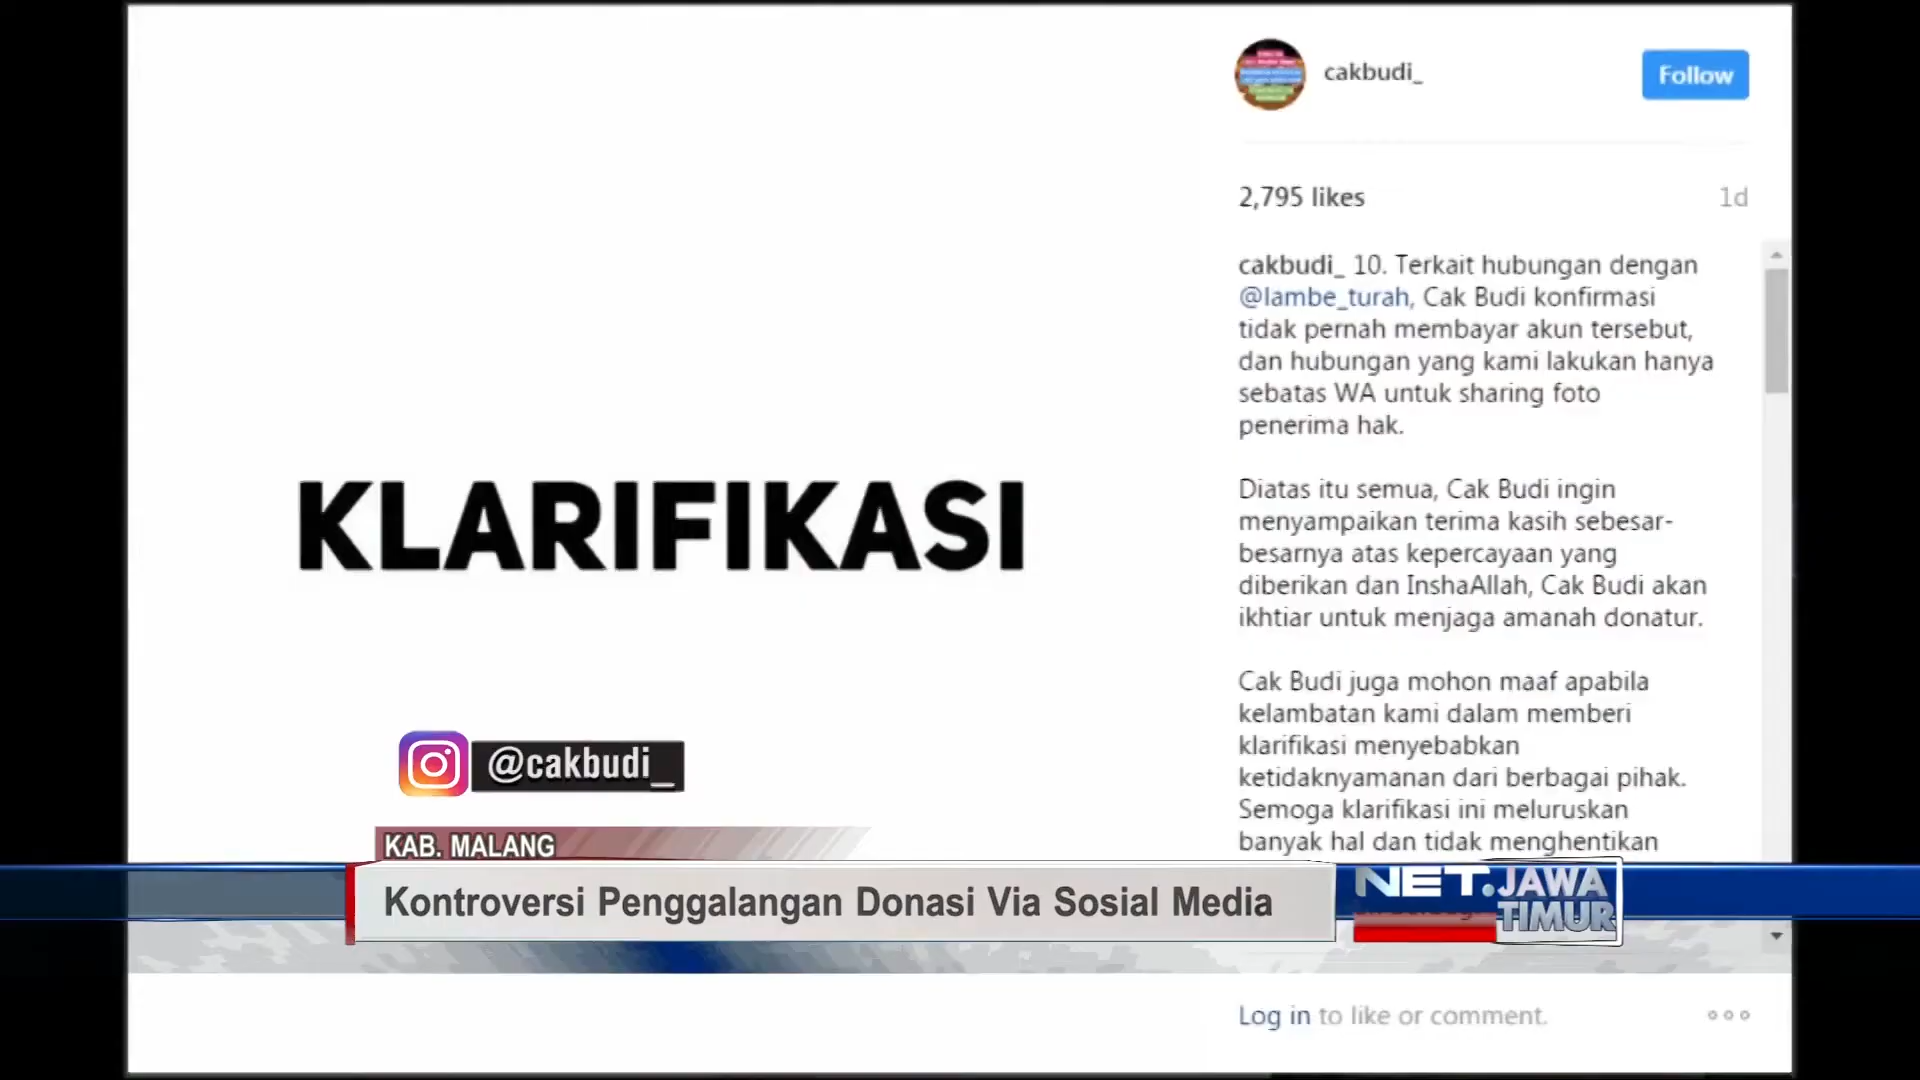 cakbudi_
Follow
2,795 likes
1d
cakbudi_ 10. Terkait hubungan dengan
@lambe_turah, Cak Budi konfirmasi
tidak pernah membayar akun tersebut,
dan hubungan yang kami lakukan hanya
sebatas WA untuk sharing foto
penerima hak.
Diatas itu semua, Cak Budi ingin
menyampaikan terima kasih sebesar-
besarnya atas kepercayaan yang
diberikan dan InshaAllah, Cak Budi akan
ikhtiar untuk menjaga amanah donatur.
Cak Budi juga mohon maaf apabila
kelambatan kami dalam memberi
klarifikasi menyebabkan
ketidaknyamanan dari berbagai pihak.
Semoga klarifikasi ini meluruskan
banyak hal dan tidak menghentikan
KLARIFIKASI
@cakbudi_
KAB. MALANG
Kontroversi Penggalangan Donasi Via Sosial Media
NET. JAWA
TIMUR
Log in to like or comment.